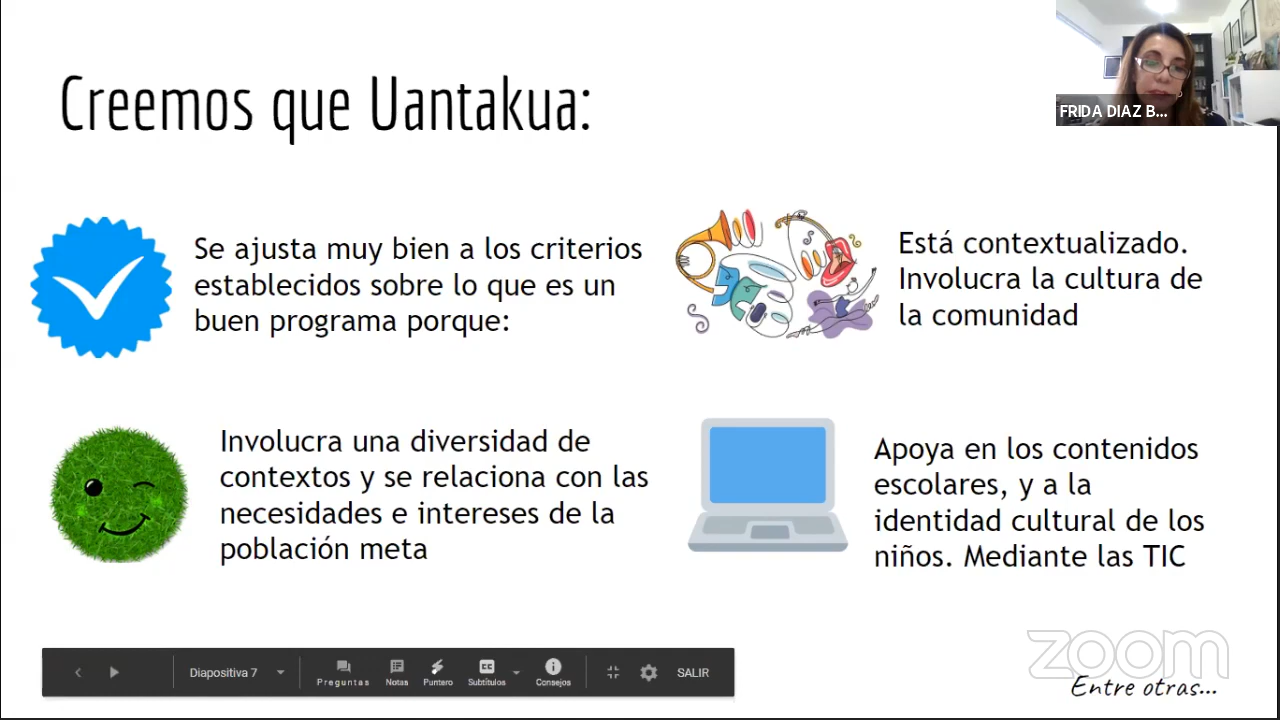 Creemos que Uantakua:
FRIDA DIAZ B...
Se ajusta muy bien a los criterios
establecidos sobre lo que es un
buen programa porque:
Está contextualizado.
Involucra la cultura de
la comunidad
Involucra una diversidad de
contextos y se relaciona con las
necesidades e intereses de la
población meta
Apoya en los contenidos
escolares, y a la
identidad cultural de los
niños. Mediante las TIC
Diapositiva 7
Preguntas
Notas
Puntero
CC
Subtítulos
Consejos
SALIR
zoom
Entre otras...